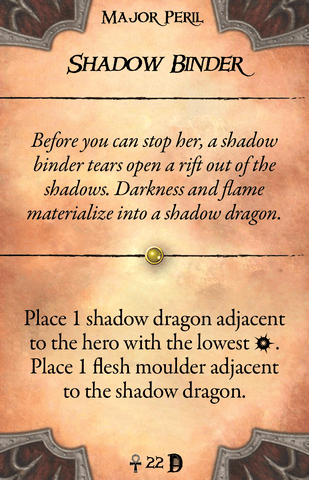 Major Peril
Shadow Binder
Before you can stop her, a shadow
binder tears open a rift out of the
shadows. Darkness and flame
materialize into a shadow dragon.
Place 1 shadow dragon adjacent
to the hero with the lowest .
Place 1 flesh moulder adjacent
to the shadow dragon.
22 D